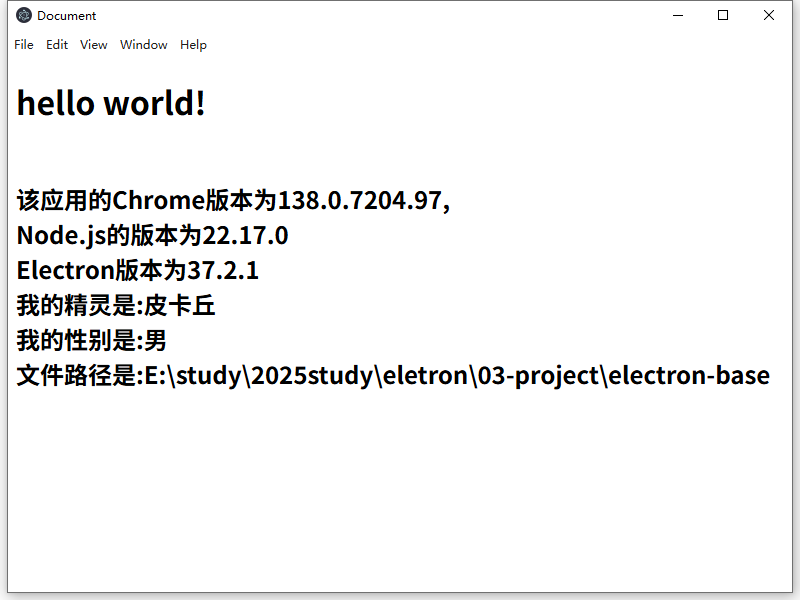 Document
File Edit View Window Help
hello world!
该应用的Chrome版本为138.0.7204.97,
Node.js的版本为22.17.0
Electron版本为37.2.1
我的精灵是:皮卡丘
我的性别是:男
文件路径是:E:\study\2025study\eletron\03-project\electron-base